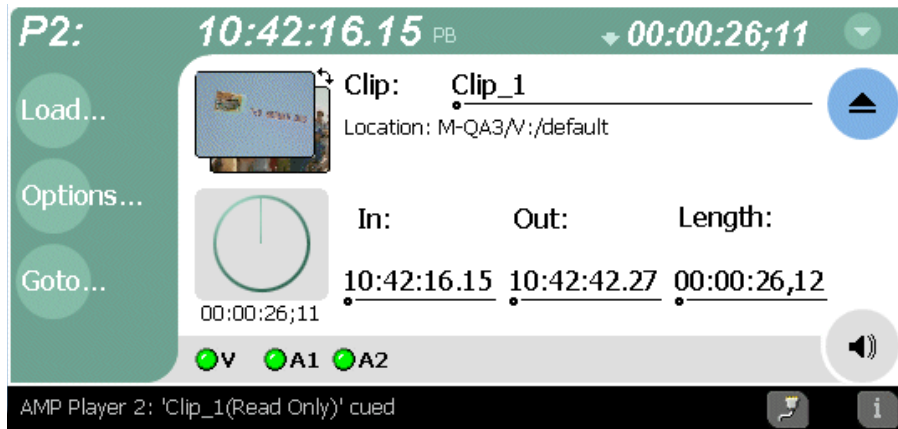 P2: 10:42:16.15 PB 00:00:26;11
Load...
Options...
Goto...
Clip: Clip_1
Location: M-QA3/V:/default
In: Out: Length:
10:42:16.15 10:42:42.27 00:00:26,12
00:00:26;11
V A1 A2
AMP Player 2: 'Clip_1(Read Only)' cued
i